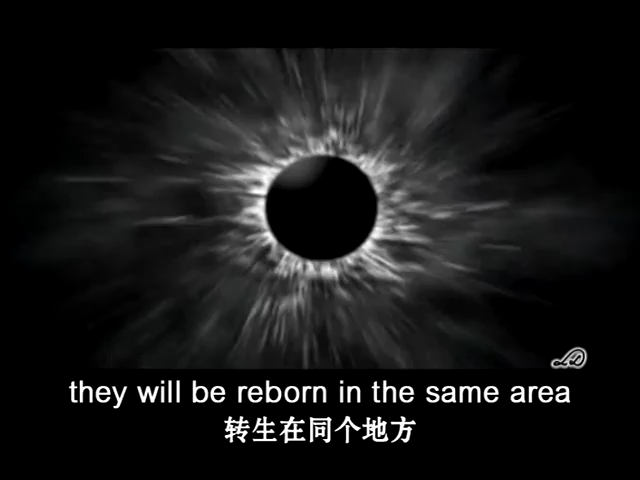 they will be reborn in the same area
转生在同个地方